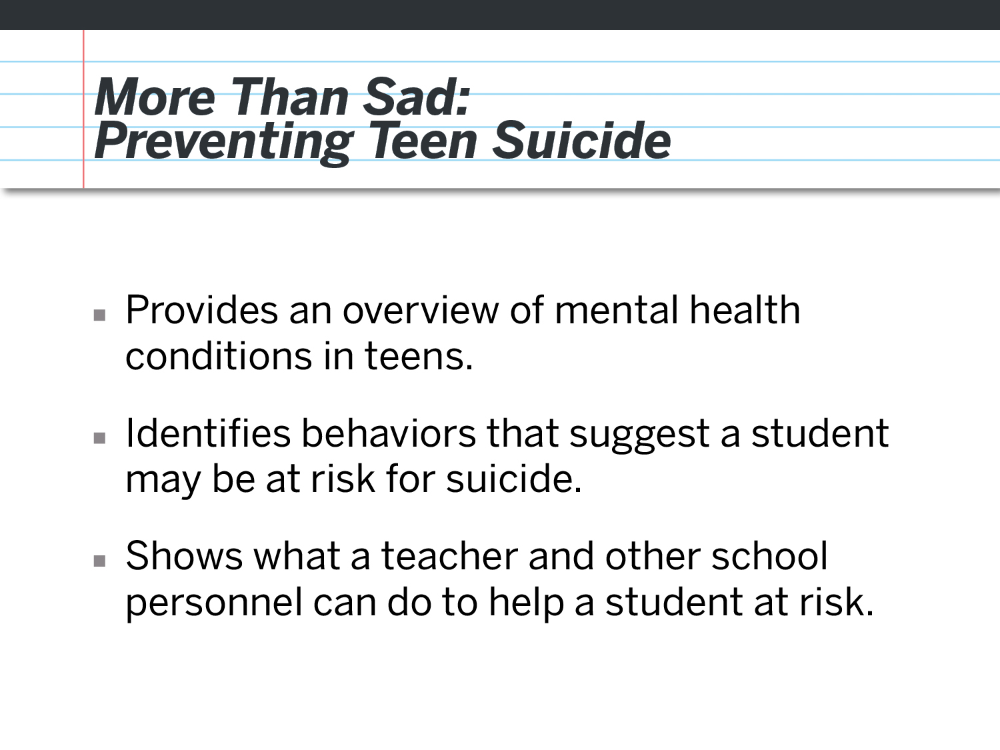 More Than Sad:
Preventing Teen Suicide
Provides an overview of mental health
conditions in teens.
Identifies behaviors that suggest a student
may be at risk for suicide.
Shows what a teacher and other school
personnel can do to help a student at risk.